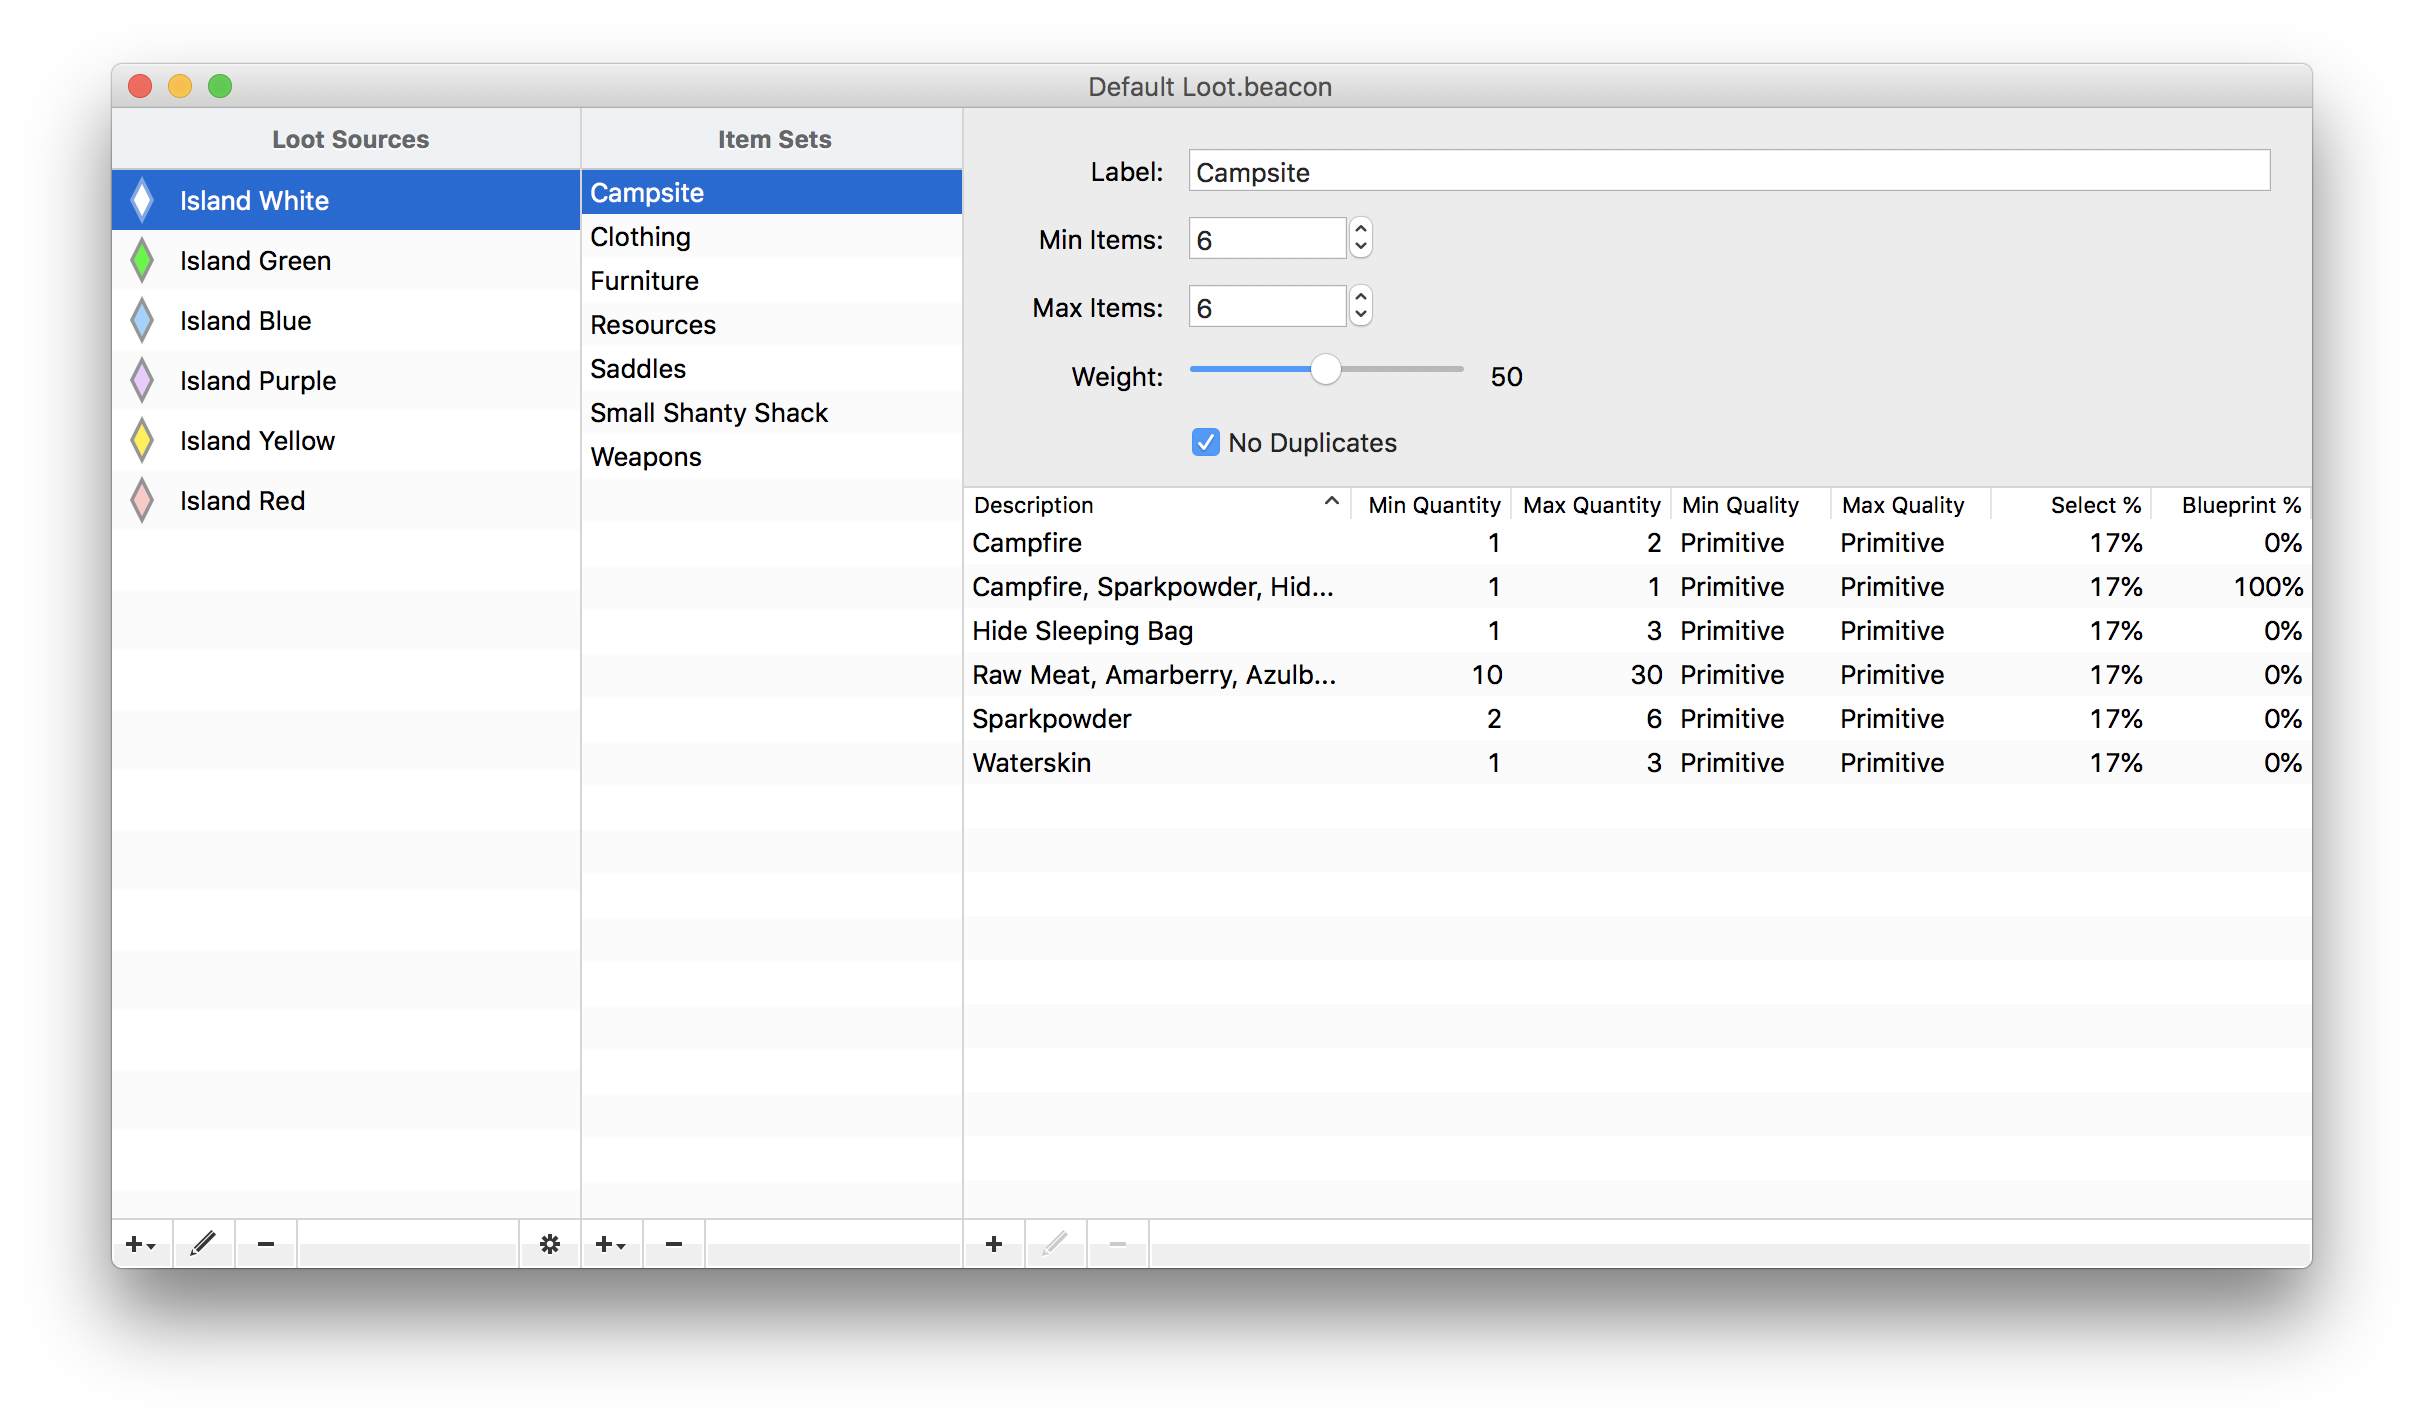 Default Loot.beacon
Loot Sources
Island White
Island Green
Island Blue
Island Purple
Island Yellow
Island Red
Item Sets
Campsite
Clothing
Furniture
Resources
Saddles
Small Shanty Shack
Weapons
Label: Campsite
Min Items: 6
Max Items: 6
Weight: 50
No Duplicates
Description Min Quantity Max Quantity Min Quality Max Quality Select % Blueprint %
Campfire 1 2 Primitive Primitive 17% 0%
Campfire, Sparkpowder, Hid... 1 1 Primitive Primitive 17% 100%
Hide Sleeping Bag 1 3 Primitive Primitive 17% 0%
Raw Meat, Amarberry, Azulb... 10 30 Primitive Primitive 17% 0%
Sparkpowder 2 6 Primitive Primitive 17% 0%
Waterskin 1 3 Primitive Primitive 17% 0%